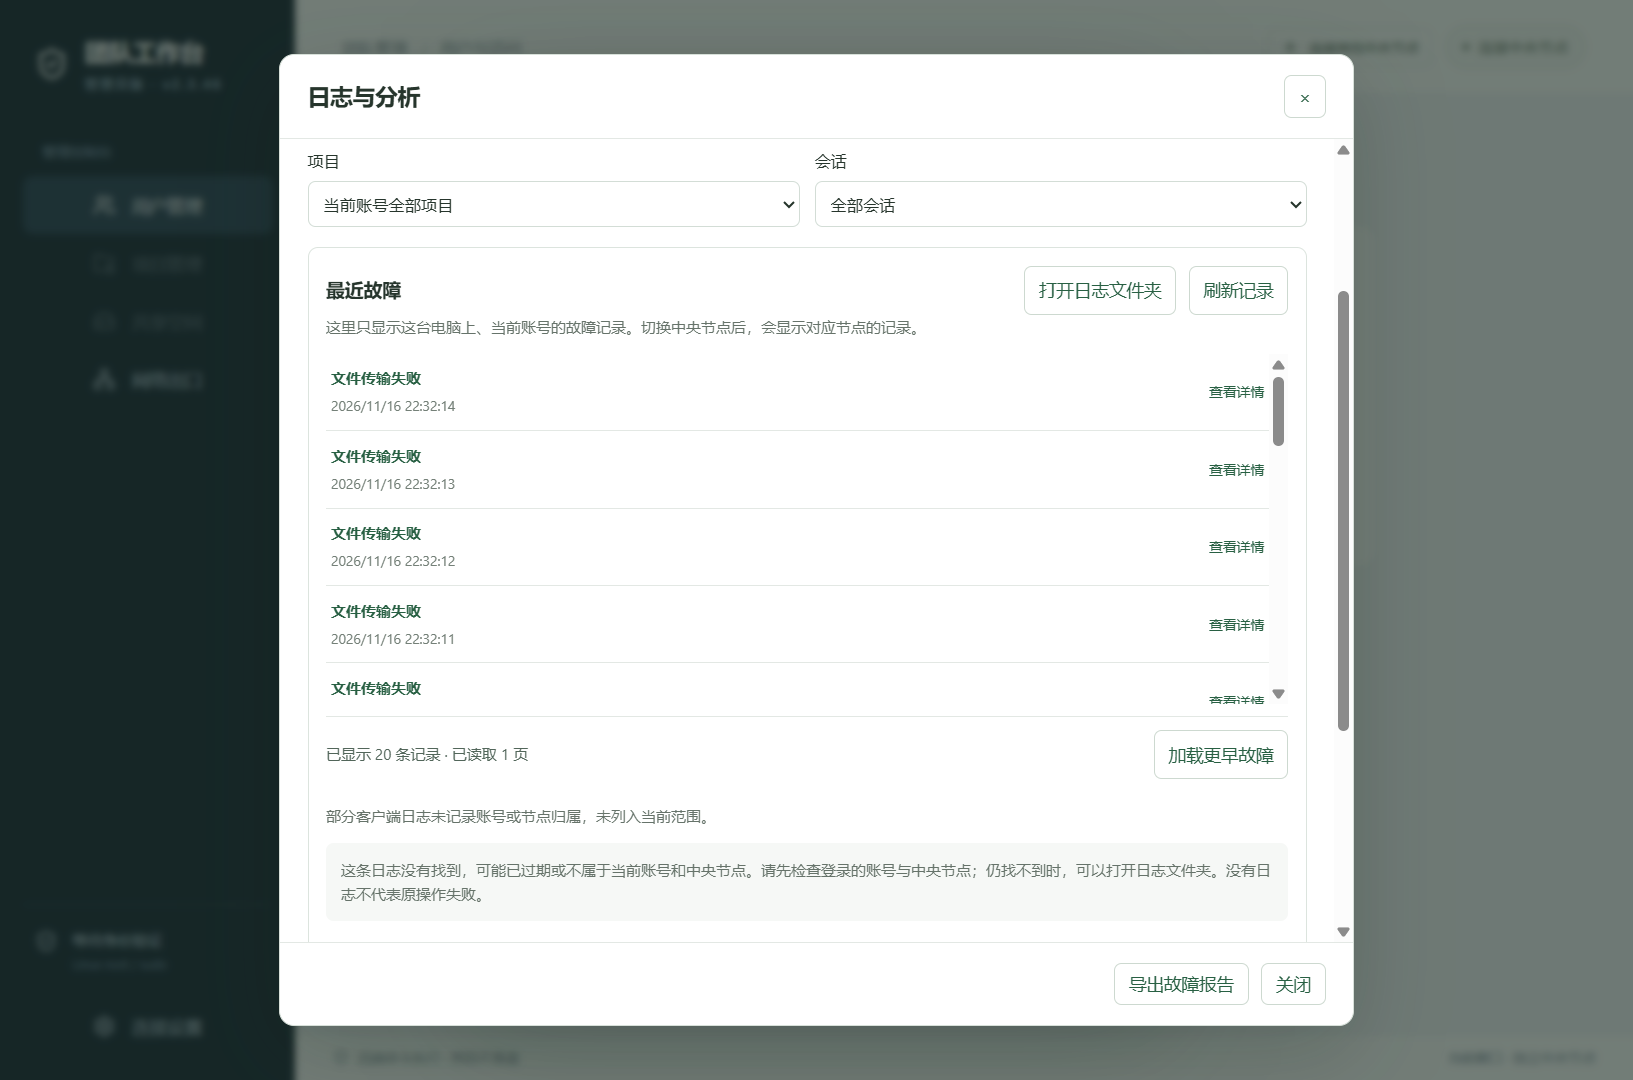 团队工作台
日志与分析
×
项目
会话
当前账号全部项目
全部会话
最近故障
打开日志文件夹
刷新记录
这里只显示这台电脑上、当前账号的故障记录。切换中央节点后，会显示对应节点的记录。
文件传输失败
2026/11/16 22:32:14
查看详情
文件传输失败
2026/11/16 22:32:13
查看详情
文件传输失败
2026/11/16 22:32:12
查看详情
文件传输失败
2026/11/16 22:32:11
查看详情
文件传输失败
查看详情
已显示 20 条记录 · 已读取 1 页
加载更早故障
部分客户端日志未记录账号或节点归属，未列入当前范围。
这条日志没有找到，可能已过期或不属于当前账号和中央节点。请先检查登录的账号与中央节点；仍找不到时，可以打开日志文件夹。没有日
志不代表原操作失败。
导出故障报告
关闭